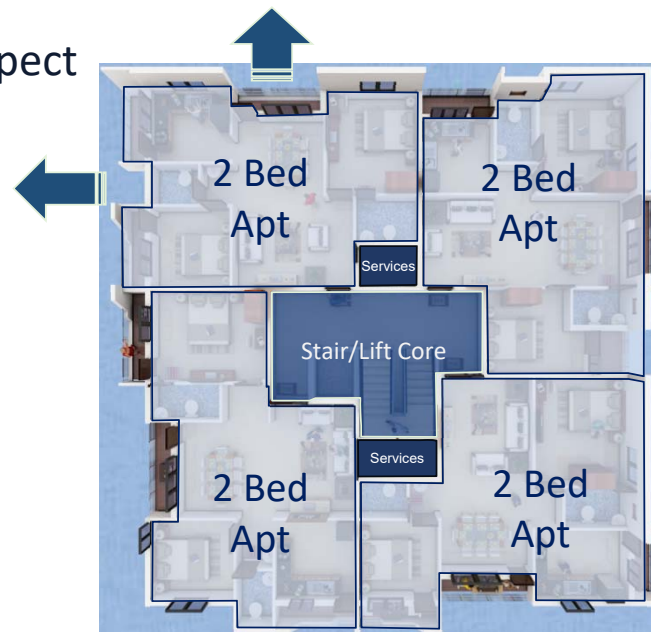 pect
2 Bed
Apt
2 Bed
Apt
Services
Stair/Lift Core
Services
2 Bed
Apt
2 Bed
Apt